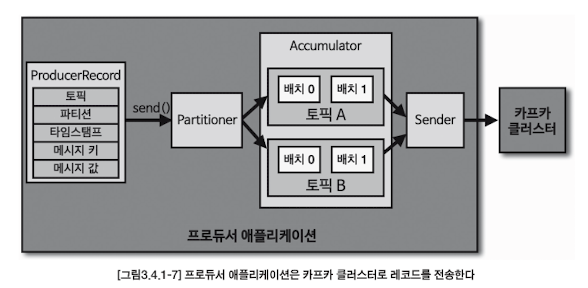 ProducerRecord
토픽
파티션
타임스탬프
메시지 키
메시지 값
send()
Partitioner
Accumulator
배치 0 배치 1
토픽 A
배치 0 배치 1
토픽 B
Sender
카프카
클러스터
프로듀서 애플리케이션
[그림3.4.1-7] 프로듀서 애플리케이션은 카프카 클러스터로 레코드를 전송한다